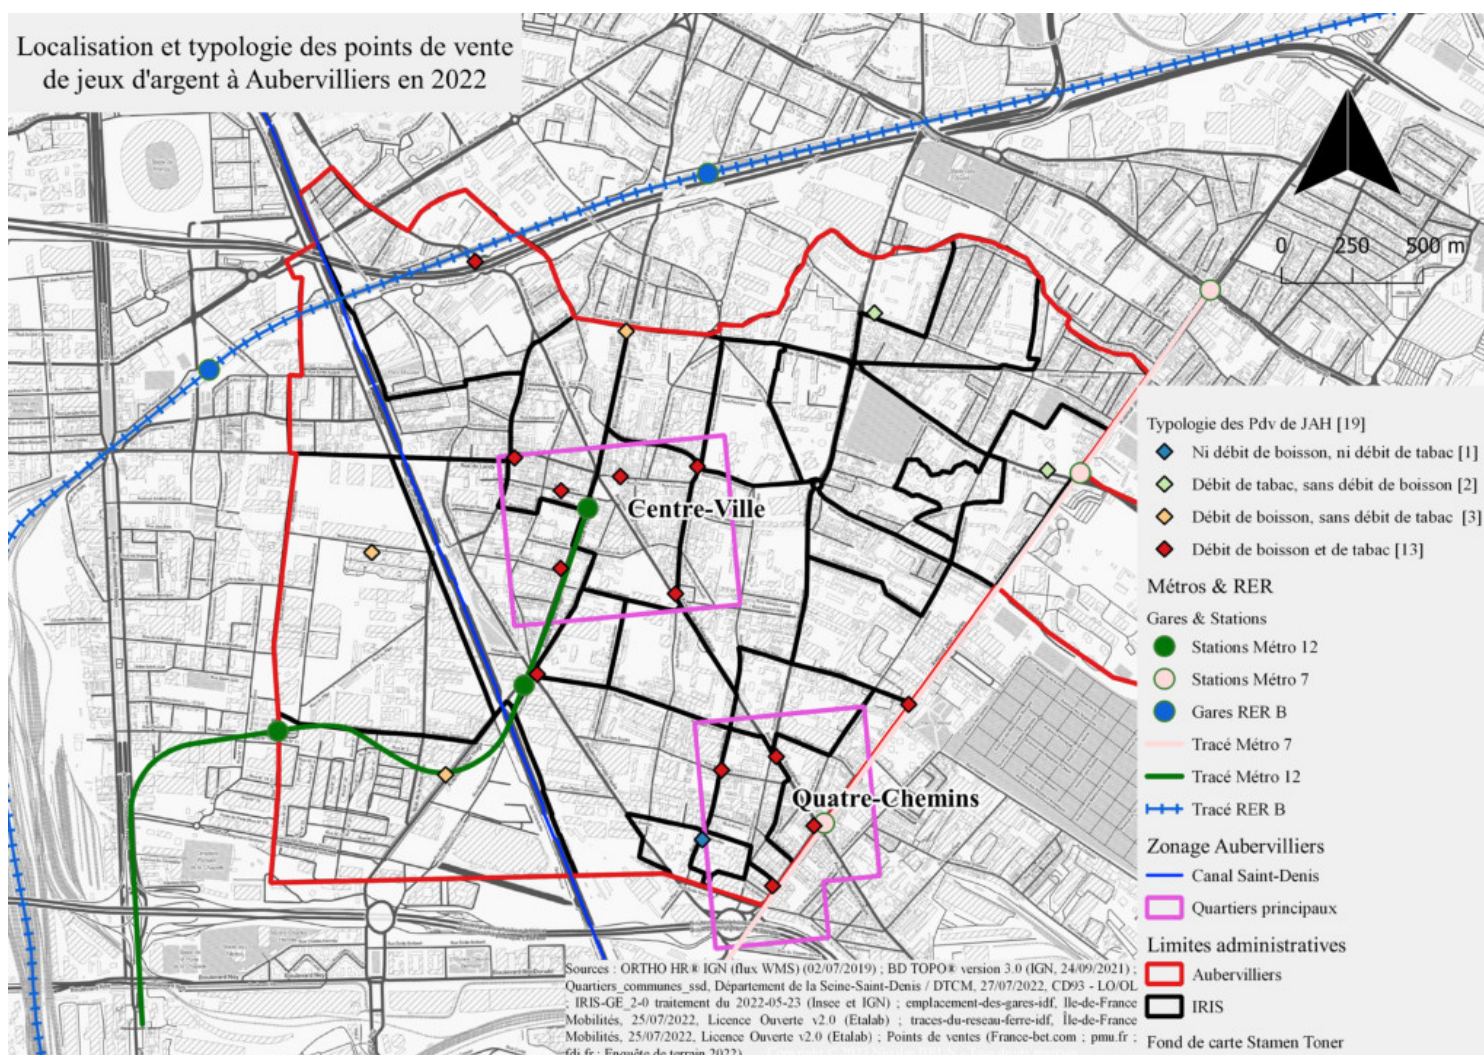 Localisation et typologie des points de vente
de jeux d'argent à Aubervilliers en 2022
0 250 500 m
Centre-Ville
Quatre-Chemins
Typologie des Pdv de JAH [19]
Ni débit de boisson, ni débit de tabac [1]
Débit de tabac, sans débit de boisson [2]
Débit de boisson, sans débit de tabac [3]
Débit de boisson et de tabac [13]
Métros & RER
Gares & Stations
Stations Métro 12
Stations Métro 7
Gares RER B
Tracé Métro 7
Tracé Métro 12
Tracé RER B
Zonage Aubervilliers
Canal Saint-Denis
Quartiers principaux
Limites administratives
Aubervilliers
IRIS
Fond de carte Stamen Toner
Sources : ORTHO HR® IGN (flux WMS) (02/07/2019) ; BD TOPO® version 3.0 (IGN, 24/09/2021) ;
Quartiers_communes_ssd, Département de la Seine-Saint-Denis / DTCM, 27/07/2022, CD93 - LO/OL
; IRIS-GE_2-0 traitement du 2022-05-23 (Insee et IGN) ; emplacement-des-gares-idf, Ile-de-France
Mobilités, 25/07/2022, Licence Ouverte v2.0 (Etalab) ; traces-du-reseau-ferre-idf, Île-de-France
Mobilités, 25/07/2022, Licence Ouverte v2.0 (Etalab) ; Points de ventes (France-bet.com ; pmu.fr ;
fdj.fr ; Enquête de terrain 2022)